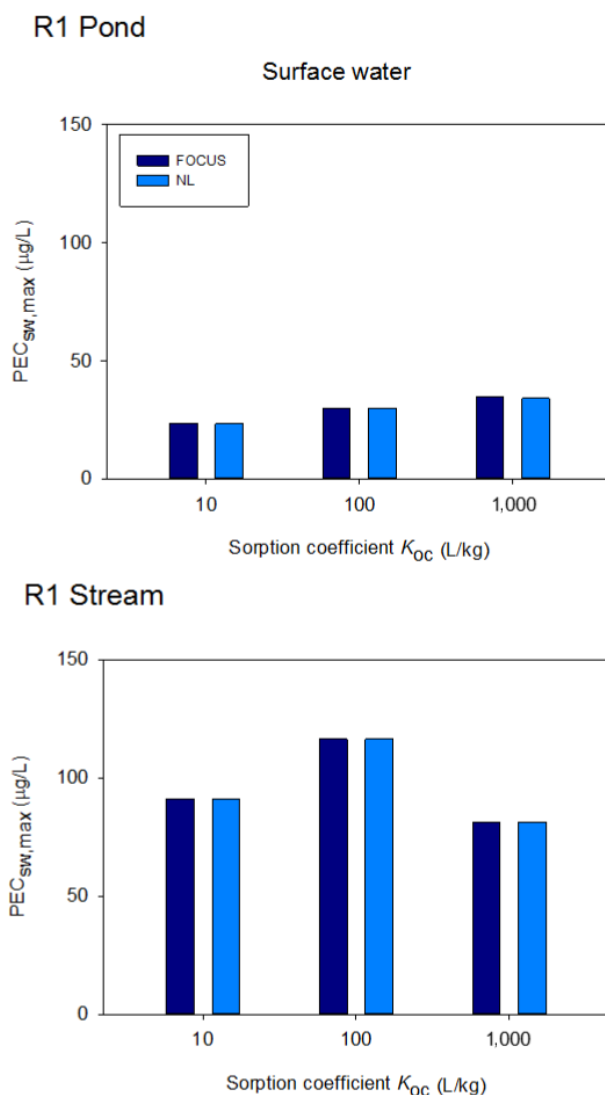 R1 Pond
Surface water
150
100
50
0
PECsw,max (µg/L)
FOCUS
NL
10 100 1,000
Sorption coefficient KOC (L/kg)
R1 Stream
150
100
50
0
PECsw,max (µg/L)
10 100 1,000
Sorption coefficient KOC (L/kg)